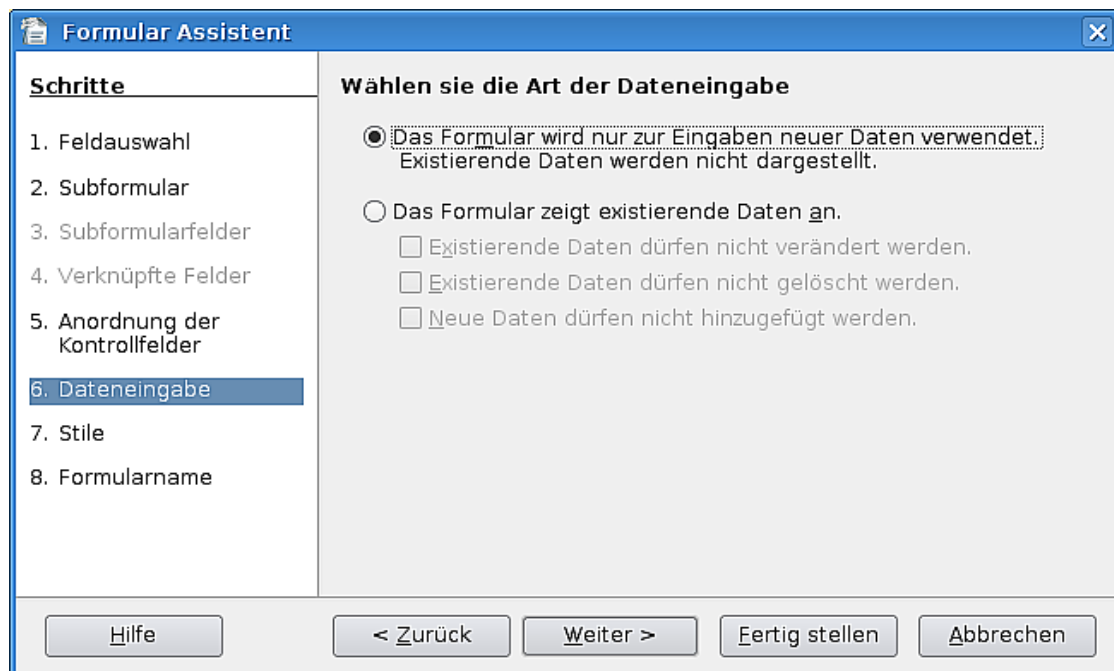 Formular Assistent
Schritte
1. Feldauswahl
2. Subformular
3. Subformularfelder
4. Verknüpfte Felder
5. Anordnung der
Kontrollfelder
6. Dateneingabe
7. Stile
8. Formularname
Wählen sie die Art der Dateneingabe
Das Formular wird nur zur Eingaben neuer Daten verwendet.
Existierende Daten werden nicht dargestellt.
Das Formular zeigt existierende Daten an.
Existierende Daten dürfen nicht verändert werden.
Existierende Daten dürfen nicht gelöscht werden.
Neue Daten dürfen nicht hinzugefügt werden.
Hilfe
< Zurück
Weiter >
Fertig stellen
Abbrechen